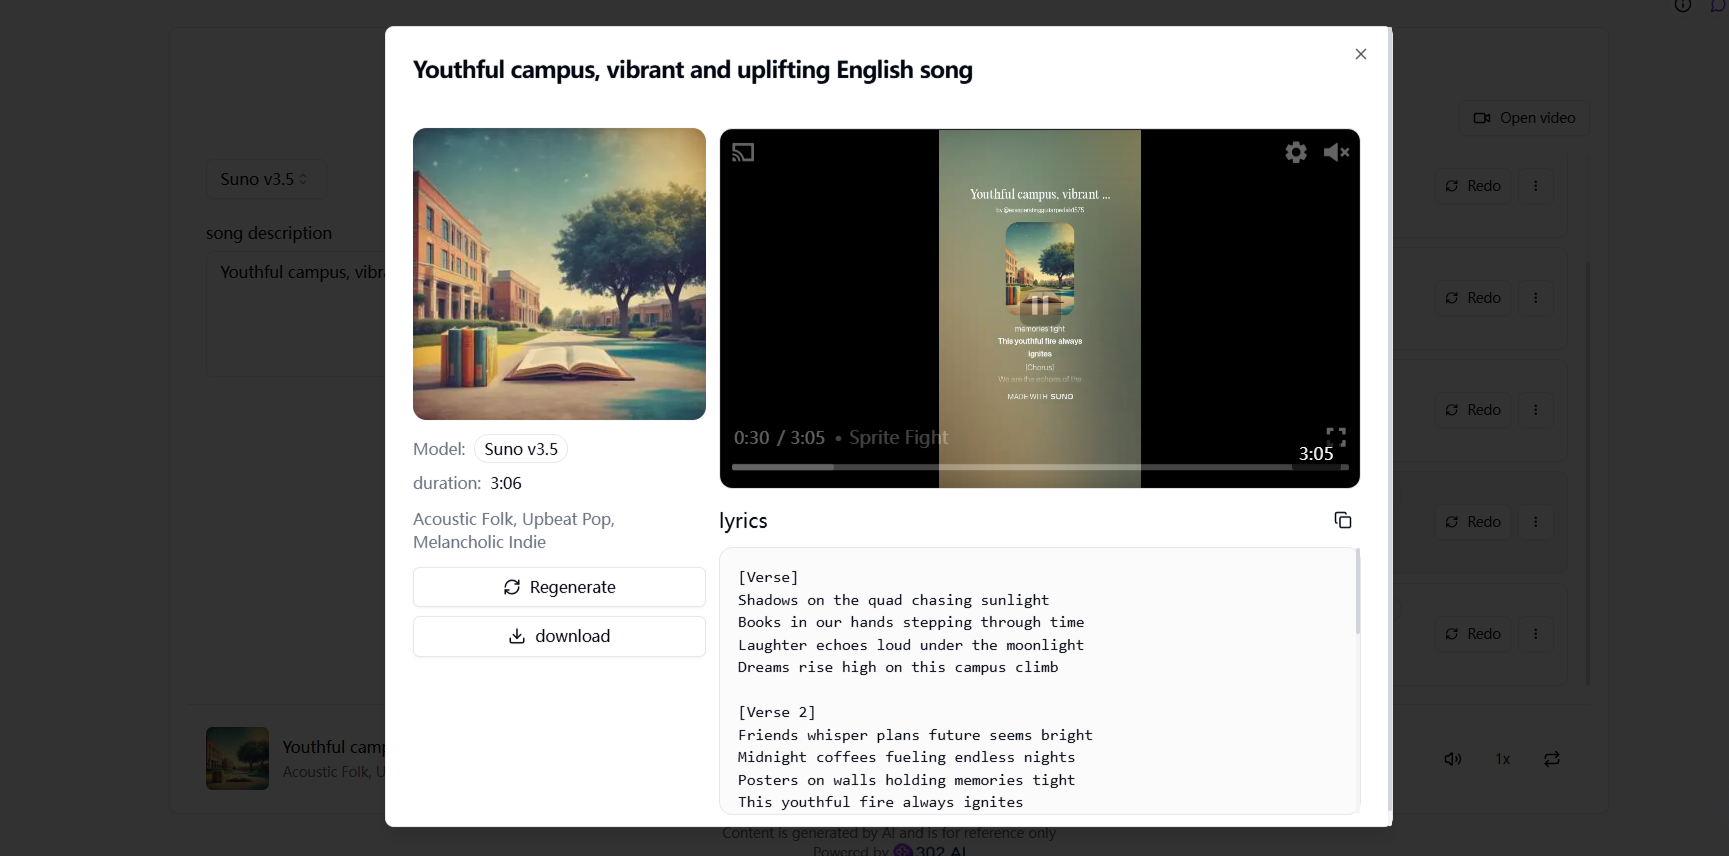 Youthful campus, vibrant and uplifting English song
Open video
Suno v3.5
Redo
song description
Youthful campus, vibra
Redo
Redo
Redo
Redo
Youthful campus, vibrant ...
memories tight
This youthful fire always
ignites
[Chorus]
We are the echoes of the
MADE WITH SUNO
0:30 / 3:05 • Sprite Fight
3:05
Model: Suno v3.5
duration: 3:06
Acoustic Folk, Upbeat Pop,
Melancholic Indie
Regenerate
download
lyrics
[Verse]
Shadows on the quad chasing sunlight
Books in our hands stepping through time
Laughter echoes loud under the moonlight
Dreams rise high on this campus climb
[Verse 2]
Friends whisper plans future seems bright
Midnight coffees fueling endless nights
Posters on walls holding memories tight
This youthful fire always ignites
Youthful camp
Acoustic Folk, U
1x
Content is generated by AI and is for reference only
Powered by 302.AI